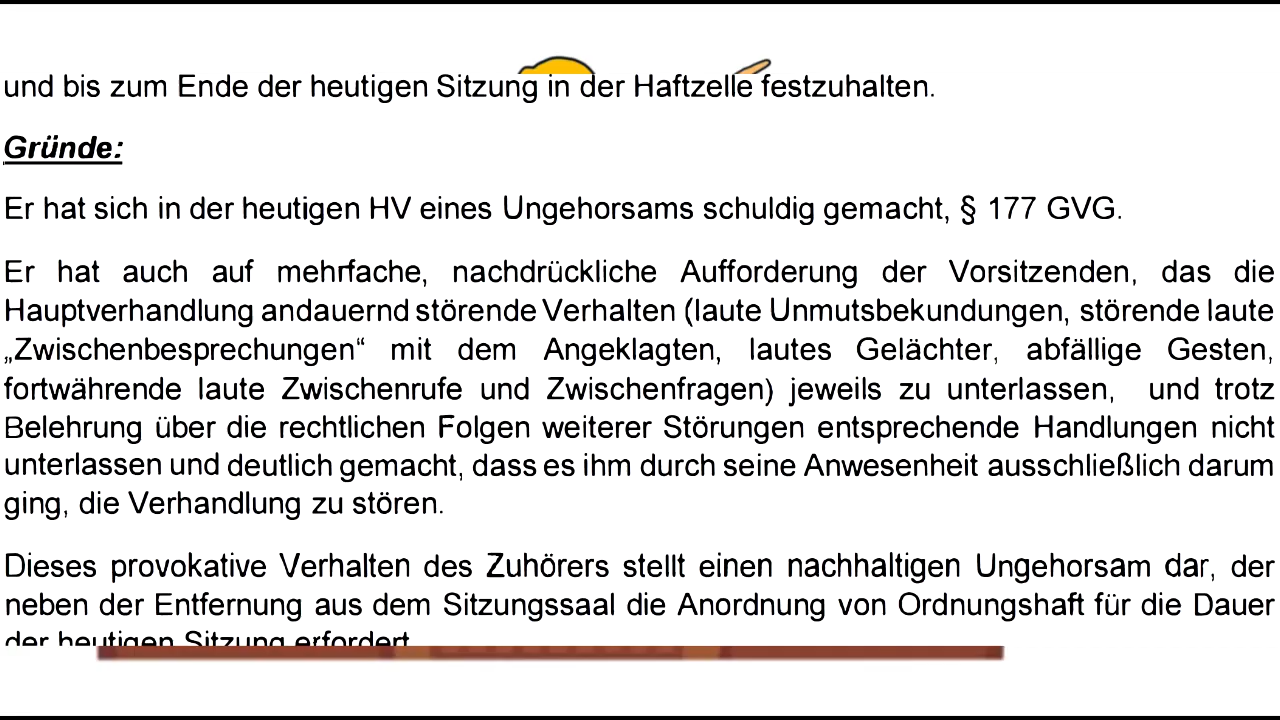 und bis zum Ende der heutigen Sitzung in der Haftzelle festzuhalten.
Gründe:
Er hat sich in der heutigen HV eines Ungehorsams schuldig gemacht, § 177 GVG.
Er hat auch auf mehrfache, nachdrückliche Aufforderung der Vorsitzenden, das die
Hauptverhandlung andauernd störende Verhalten (laute Unmutsbekundungen, störende laute
„Zwischenbesprechungen“ mit dem Angeklagten, lautes Gelächter, abfällige Gesten,
fortwährende laute Zwischenrufe und Zwischenfragen) jeweils zu unterlassen, und trotz
Belehrung über die rechtlichen Folgen weiterer Störungen entsprechende Handlungen nicht
unterlassen und deutlich gemacht, dass es ihm durch seine Anwesenheit ausschließlich darum
ging, die Verhandlung zu stören.
Dieses provokative Verhalten des Zuhörers stellt einen nachhaltigen Ungehorsam dar, der
neben der Entfernung aus dem Sitzungssaal die Anordnung von Ordnungshaft für die Dauer
der heutigen Sitzung erfordert